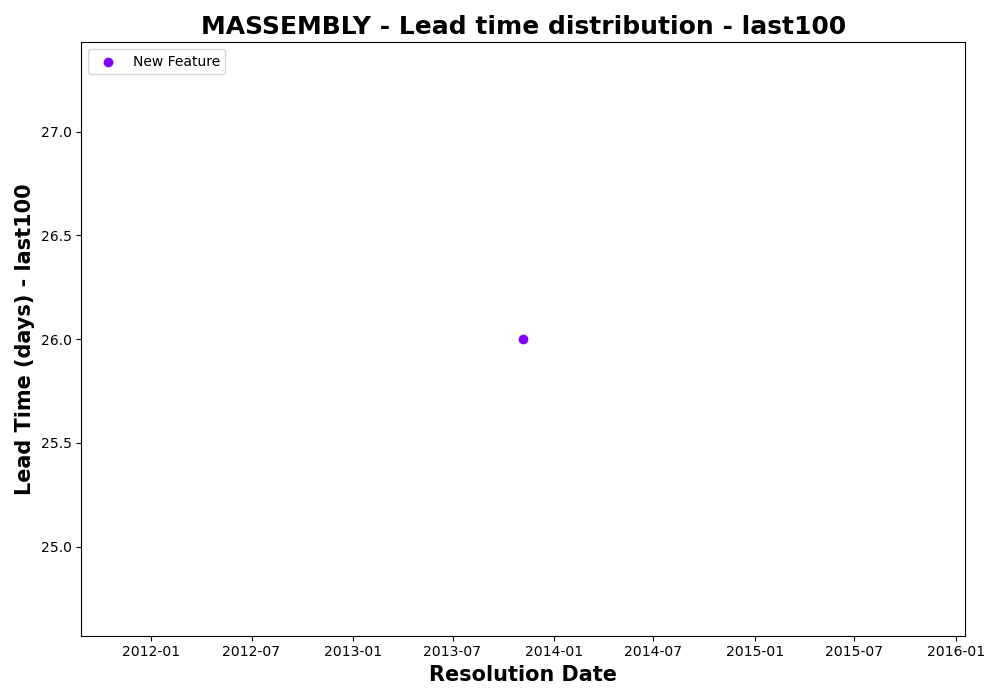 MASSEMBLY - Lead time distribution - last100
New Feature
Lead Time (days) - last100
27.0
26.5
26.0
25.5
25.0
2012-01 2012-07 2013-01 2013-07 2014-01 2014-07 2015-01 2015-07 2016-01
Resolution Date